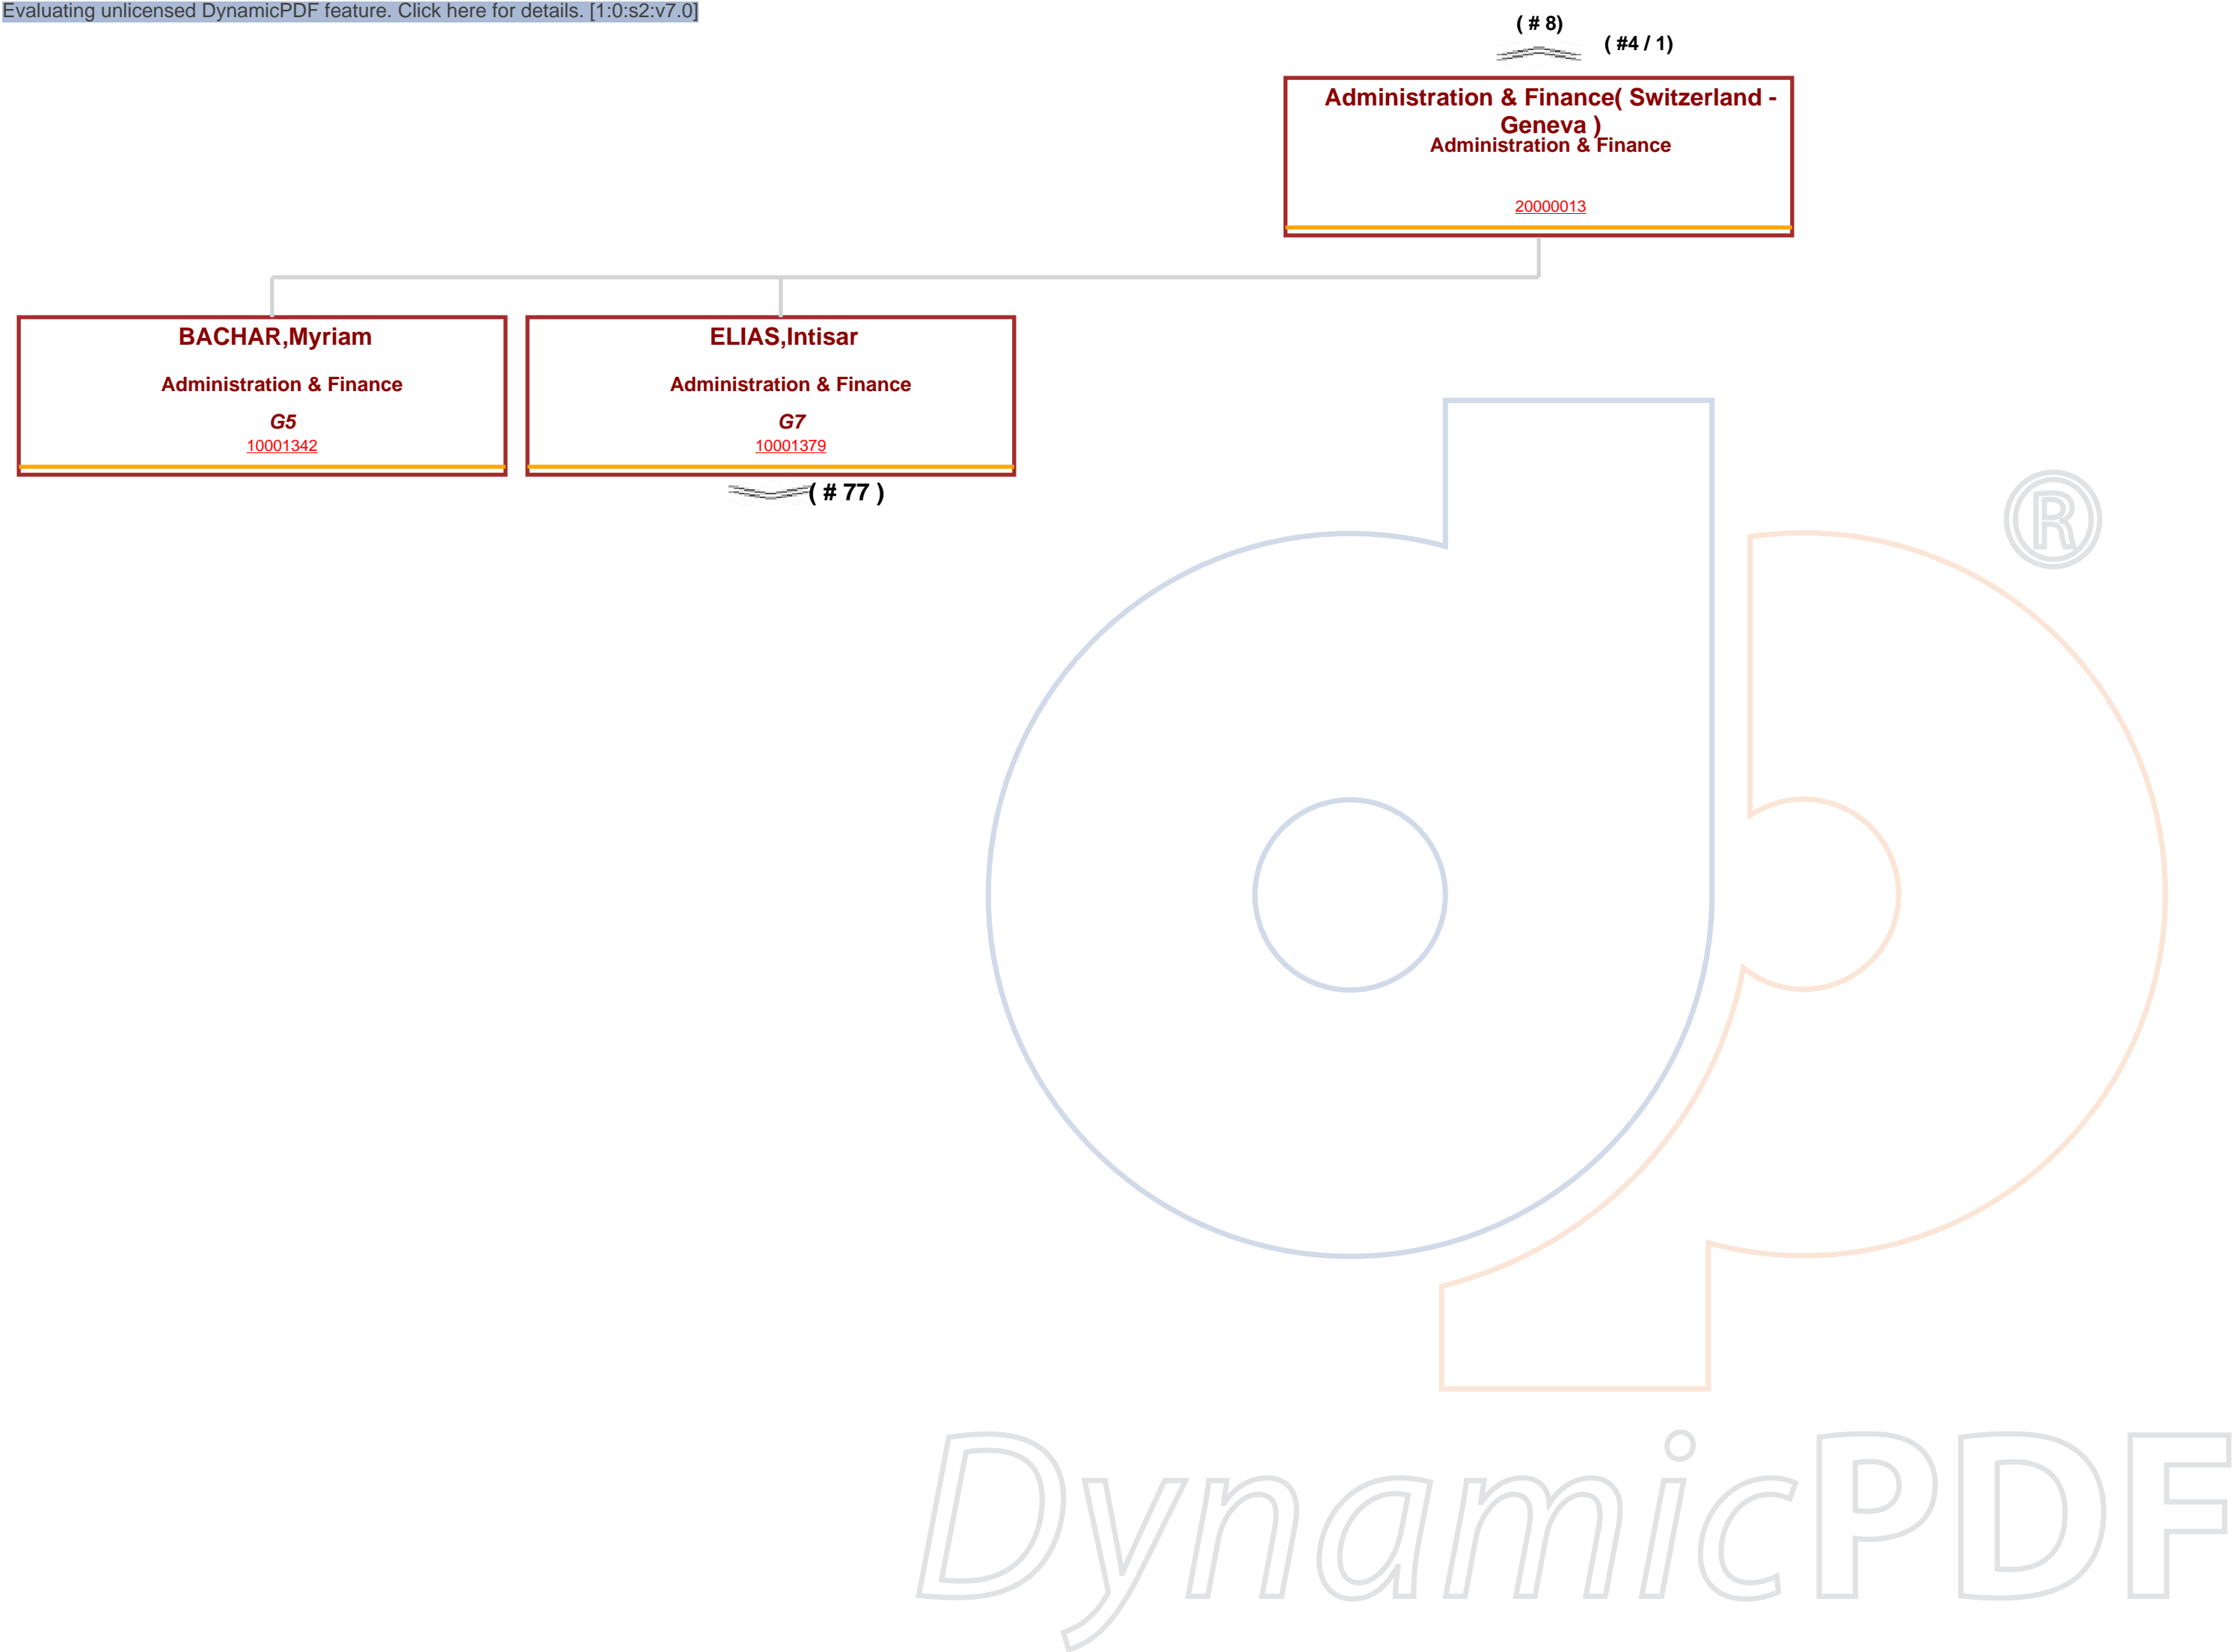 Evaluating unlicensed DynamicPDF feature. Click here for details. [1:0:s2:v7.0]
( # 8)
( #4 / 1)
Administration & Finance( Switzerland -
Geneva )
Administration & Finance
20000013
BACHAR,Myriam
Administration & Finance
G5
10001342
ELIAS,Intisar
Administration & Finance
G7
10001379
( # 77 )
®
DynamicPDF